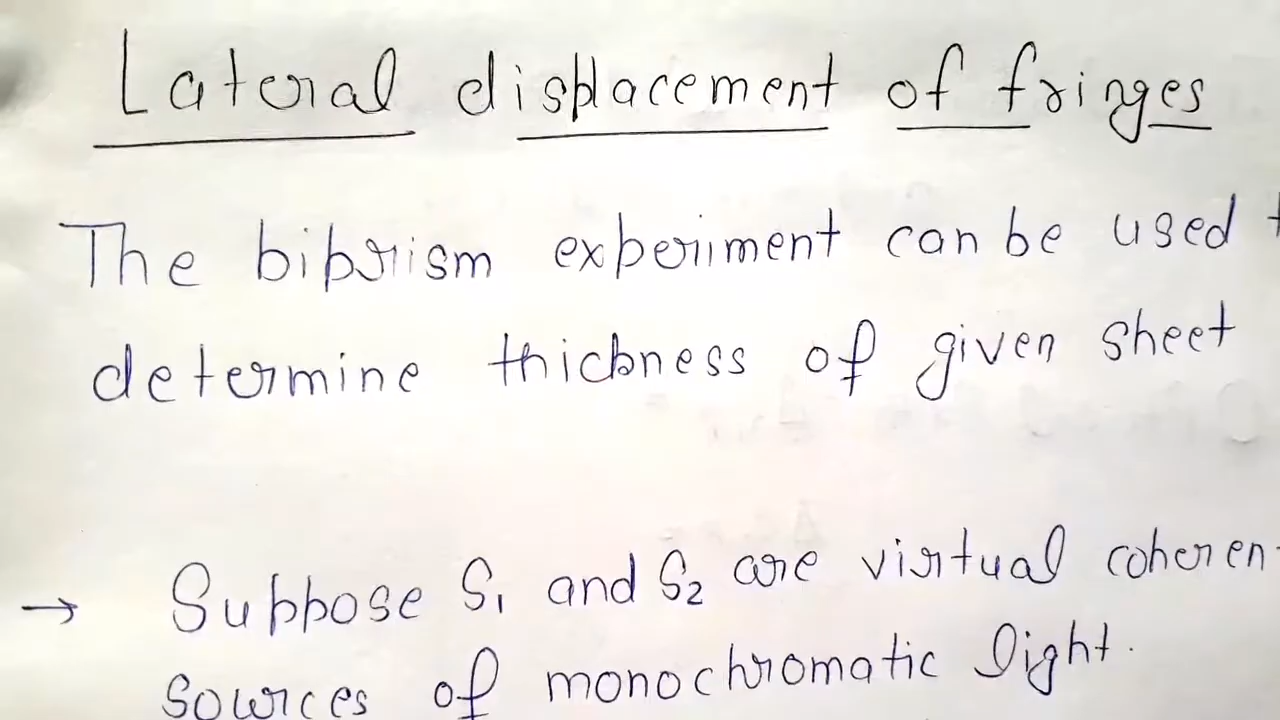 Lateral displacement of fringes
The biprism experiment can be used t
determine thickness of given sheet
→ Suppose S₁ and S₂ are virtual coheren
sources of monochromatic light.